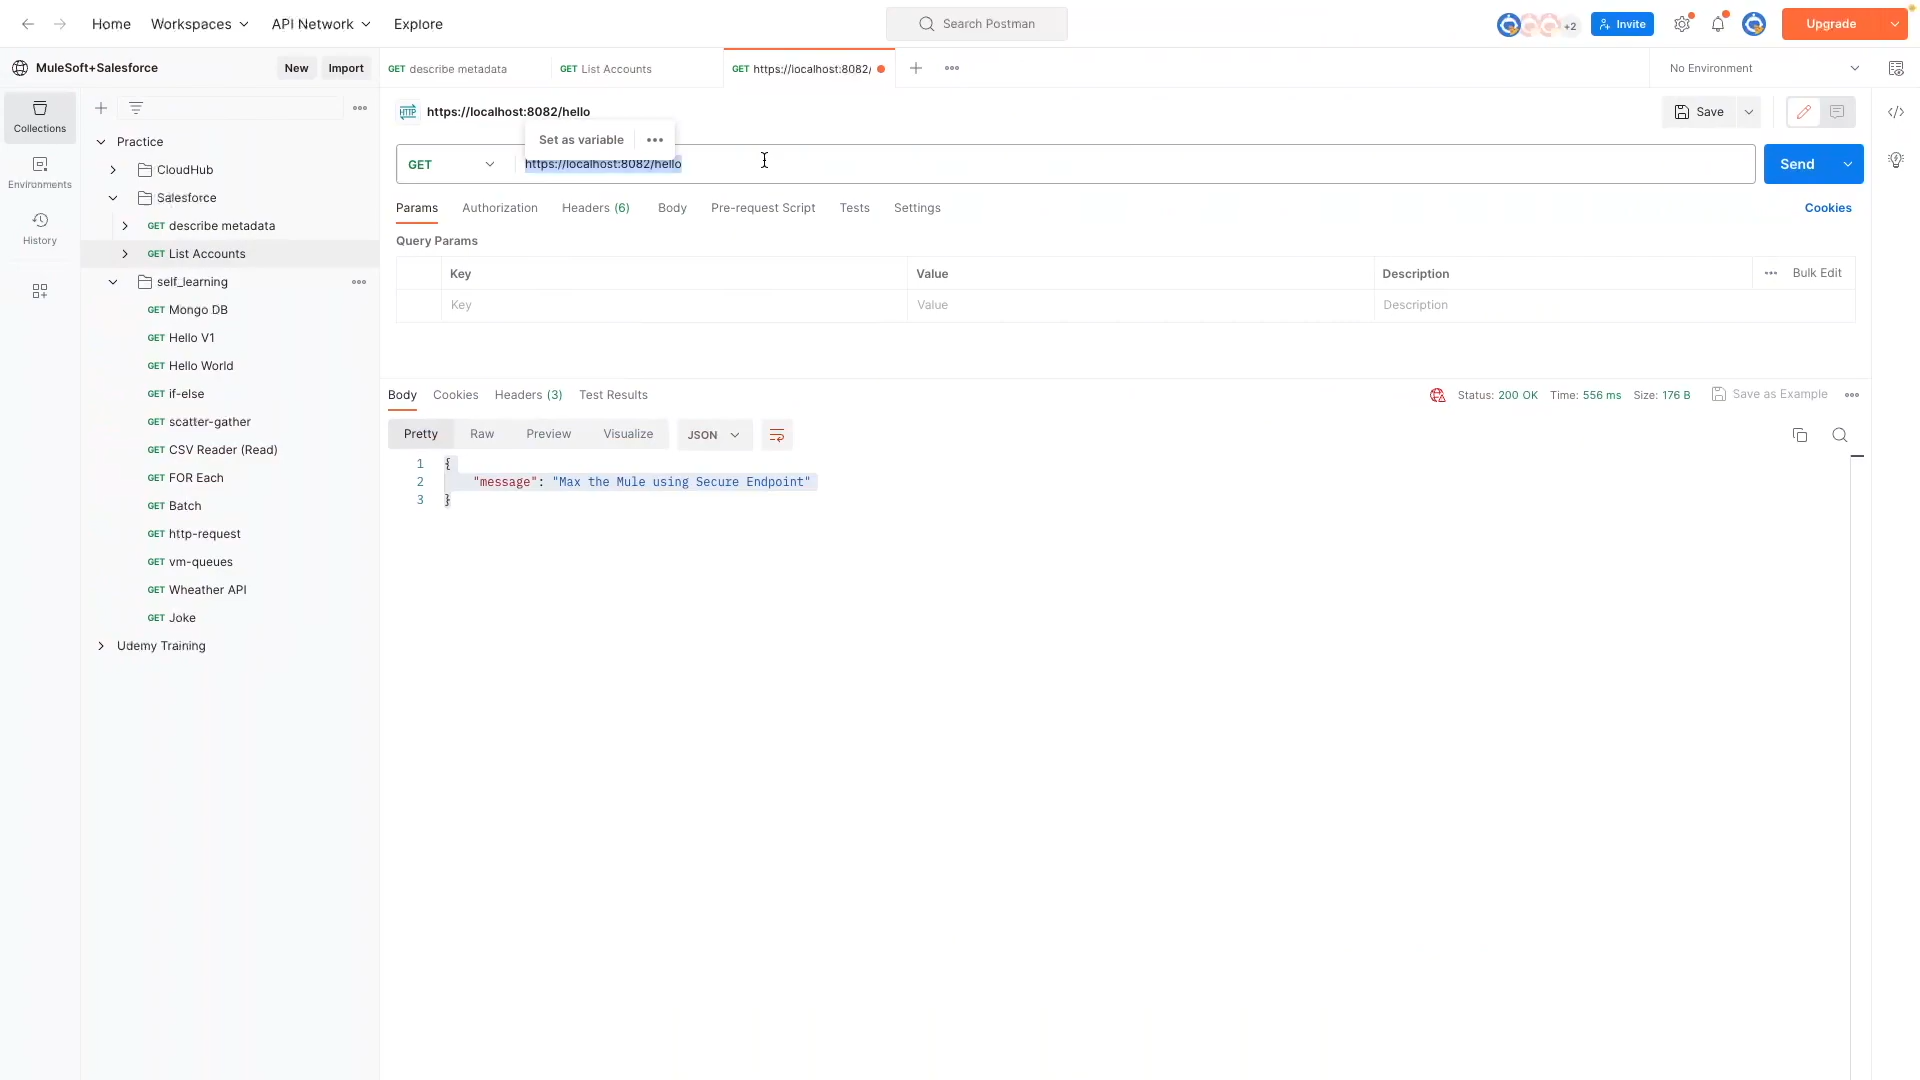 Home Workspaces API Network Explore Search Postman +2 Invite Upgrade
MuleSoft+Salesforce New Import GET describe metadata GET List Accounts GET https://localhost:8082/ No Environment
Collections
Environments
History
Practice
CloudHub
Salesforce
GET describe metadata
GET List Accounts
self_learning
GET Mongo DB
GET Hello V1
GET Hello World
GET if-else
GET scatter-gather
GET CSV Reader (Read)
GET FOR Each
GET Batch
GET http-request
GET vm-queues
GET Wheather API
GET Joke
Udemy Training
HTTP https://localhost:8082/hello Save
Set as variable
GET https://localhost:8082/hello Send
Params Authorization Headers (6) Body Pre-request Script Tests Settings Cookies
Query Params
Key Value Description Bulk Edit
Key Value Description
Body Cookies Headers (3) Test Results Status: 200 OK Time: 556 ms Size: 176 B Save as Example
Pretty Raw Preview Visualize JSON
1 {
2 "message": "Max the Mule using Secure Endpoint"
3 }